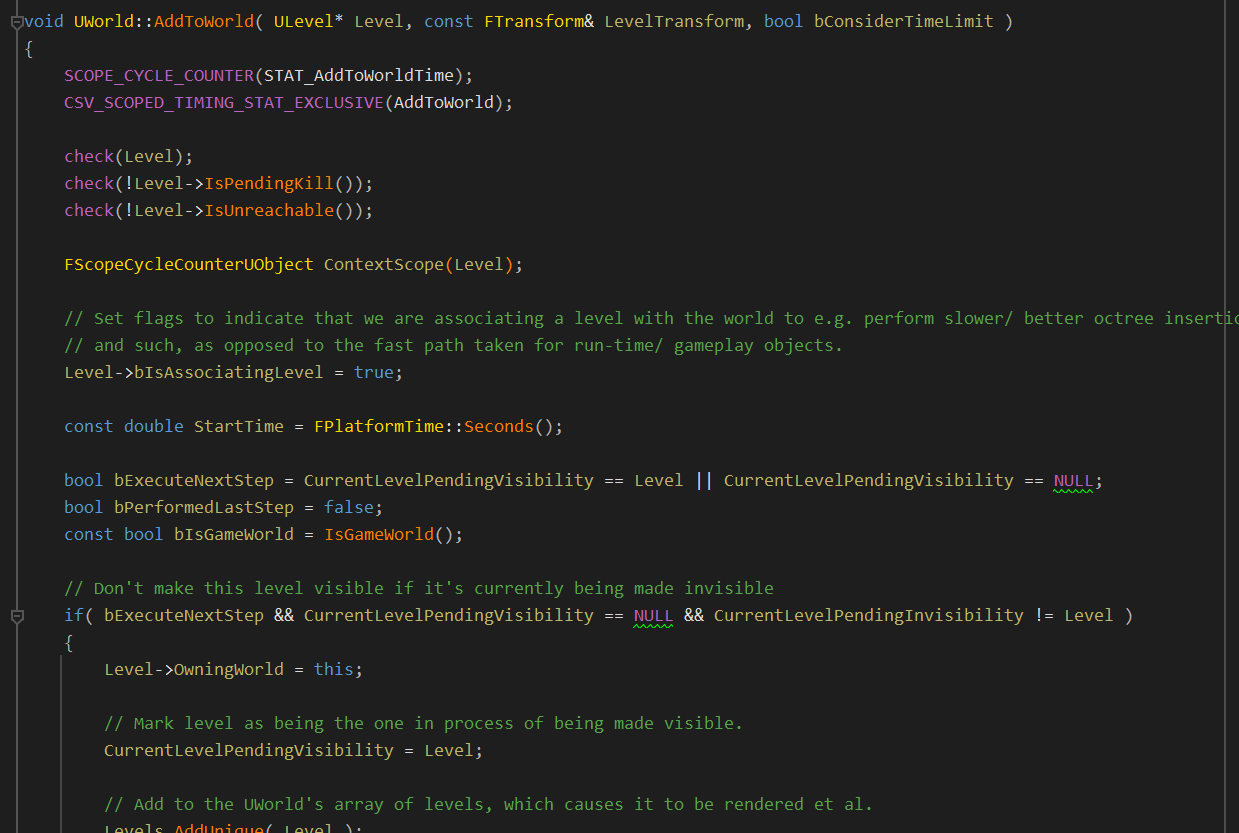 void UWorld::AddToWorld( ULevel* Level, const FTransform& LevelTransform, bool bConsiderTimeLimit )
{
SCOPE_CYCLE_COUNTER(STAT_AddToWorldTime);
CSV_SCOPED_TIMING_STAT_EXCLUSIVE(AddToWorld);
check(Level);
check(!Level->IsPendingKill());
check(!Level->IsUnreachable());
FScopeCycleCounterUObject ContextScope(Level);
// Set flags to indicate that we are associating a level with the world to e.g. perform slower/ better octree
// and such, as opposed to the fast path taken for run-time/ gameplay objects.
Level->bIsAssociatingLevel = true;
const double StartTime = FPlatformTime::Seconds();
bool bExecuteNextStep = CurrentLevelPendingVisibility == Level || CurrentLevelPendingVisibility == NULL;
bool bPerformedLastStep = false;
const bool bIsGameWorld = IsGameWorld();
// Don't make this level visible if it's currently being made invisible
if( bExecuteNextStep && CurrentLevelPendingVisibility == NULL && CurrentLevelPendingInvisibility != Level )
{
Level->OwningWorld = this;
// Mark level as being the one in process of being made visible.
CurrentLevelPendingVisibility = Level;
// Add to the UWorld's array of levels, which causes it to be rendered et al.
Levels.AddUnique( Level );